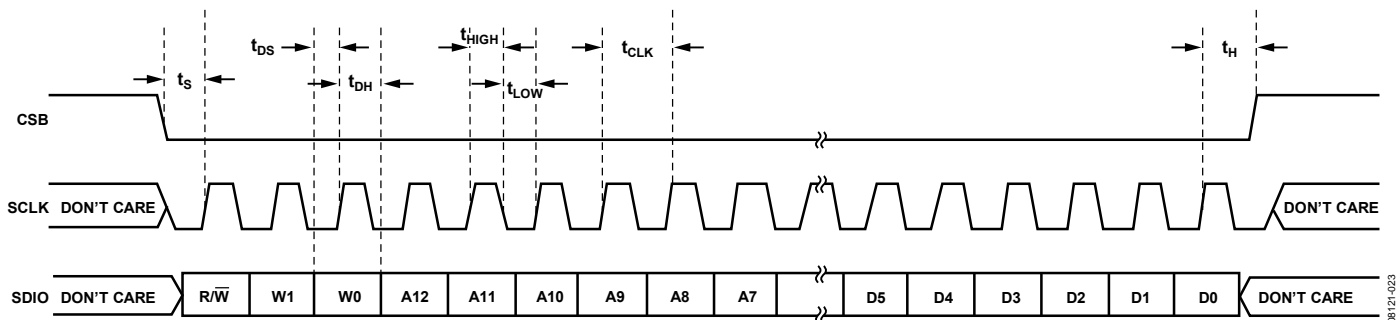 tDS
tHIGH
tCLK
tH
tS
tDH
tLOW
CSB
SCLK DON'T CARE DON'T CARE
SDIO DON'T CARE R/W̅ W1 W0 A12 A11 A10 A9 A8 A7 D5 D4 D3 D2 D1 D0 DON'T CARE
08121-023